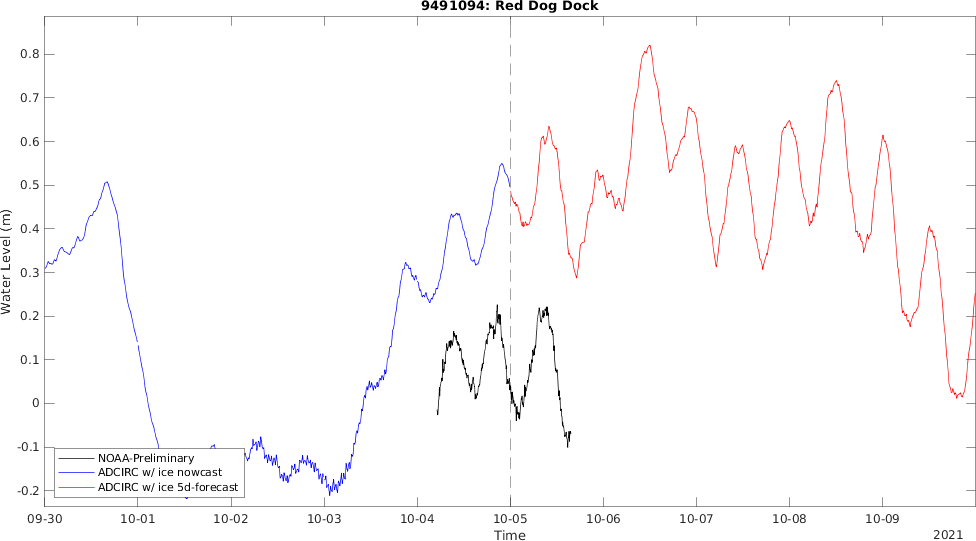 9491094: Red Dog Dock
Water Level (m)
0.8
0.7
0.6
0.5
0.4
0.3
0.2
0.1
0
-0.1
-0.2
NOAA-Preliminary
ADCIRC w/ ice nowcast
ADCIRC w/ ice 5d-forecast
09-30 10-01 10-02 10-03 10-04 10-05 10-06 10-07 10-08 10-09
Time
2021